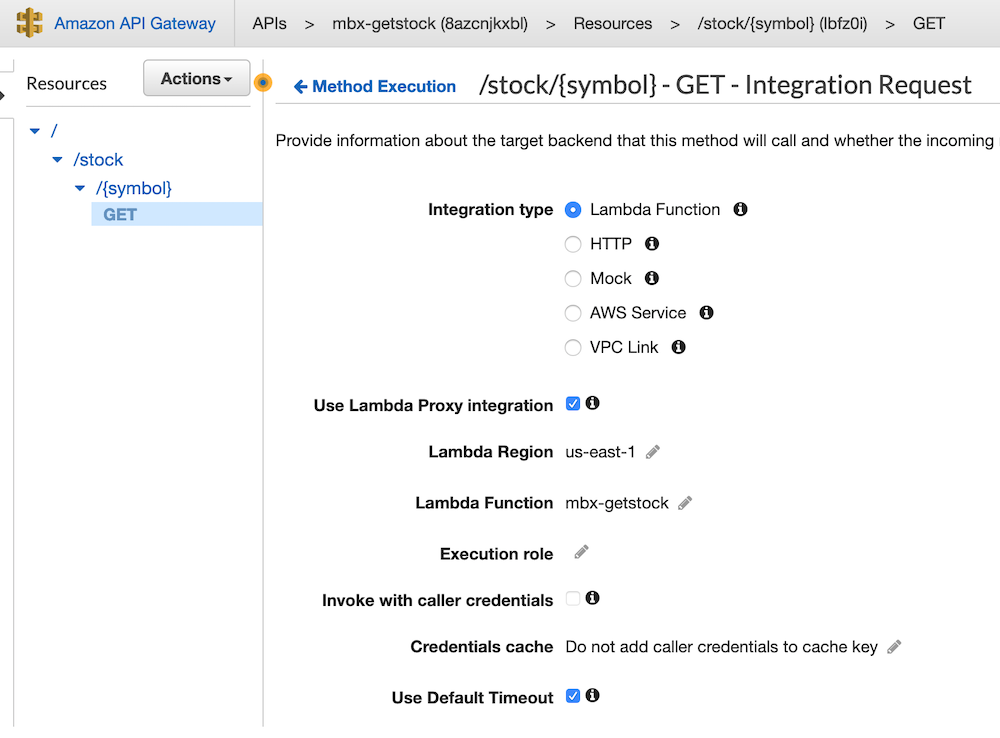 Amazon API Gateway APIs > mbx-getstock (8azcnjkxbl) > Resources > /stock/{symbol} (lbfz0i) > GET
Resources Actions Method Execution /stock/{symbol} - GET - Integration Request
/
/stock
/{symbol}
GET
Provide information about the target backend that this method will call and whether the incoming
Integration type Lambda Function
HTTP
Mock
AWS Service
VPC Link
Use Lambda Proxy integration
Lambda Region us-east-1
Lambda Function mbx-getstock
Execution role
Invoke with caller credentials
Credentials cache Do not add caller credentials to cache key
Use Default Timeout